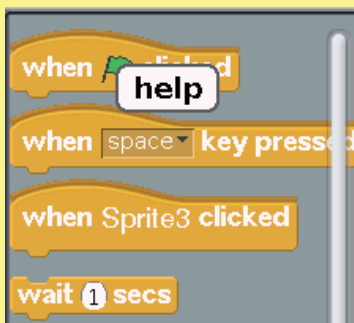 when clicked
help
when space key pressed
when Sprite3 clicked
wait 1 secs